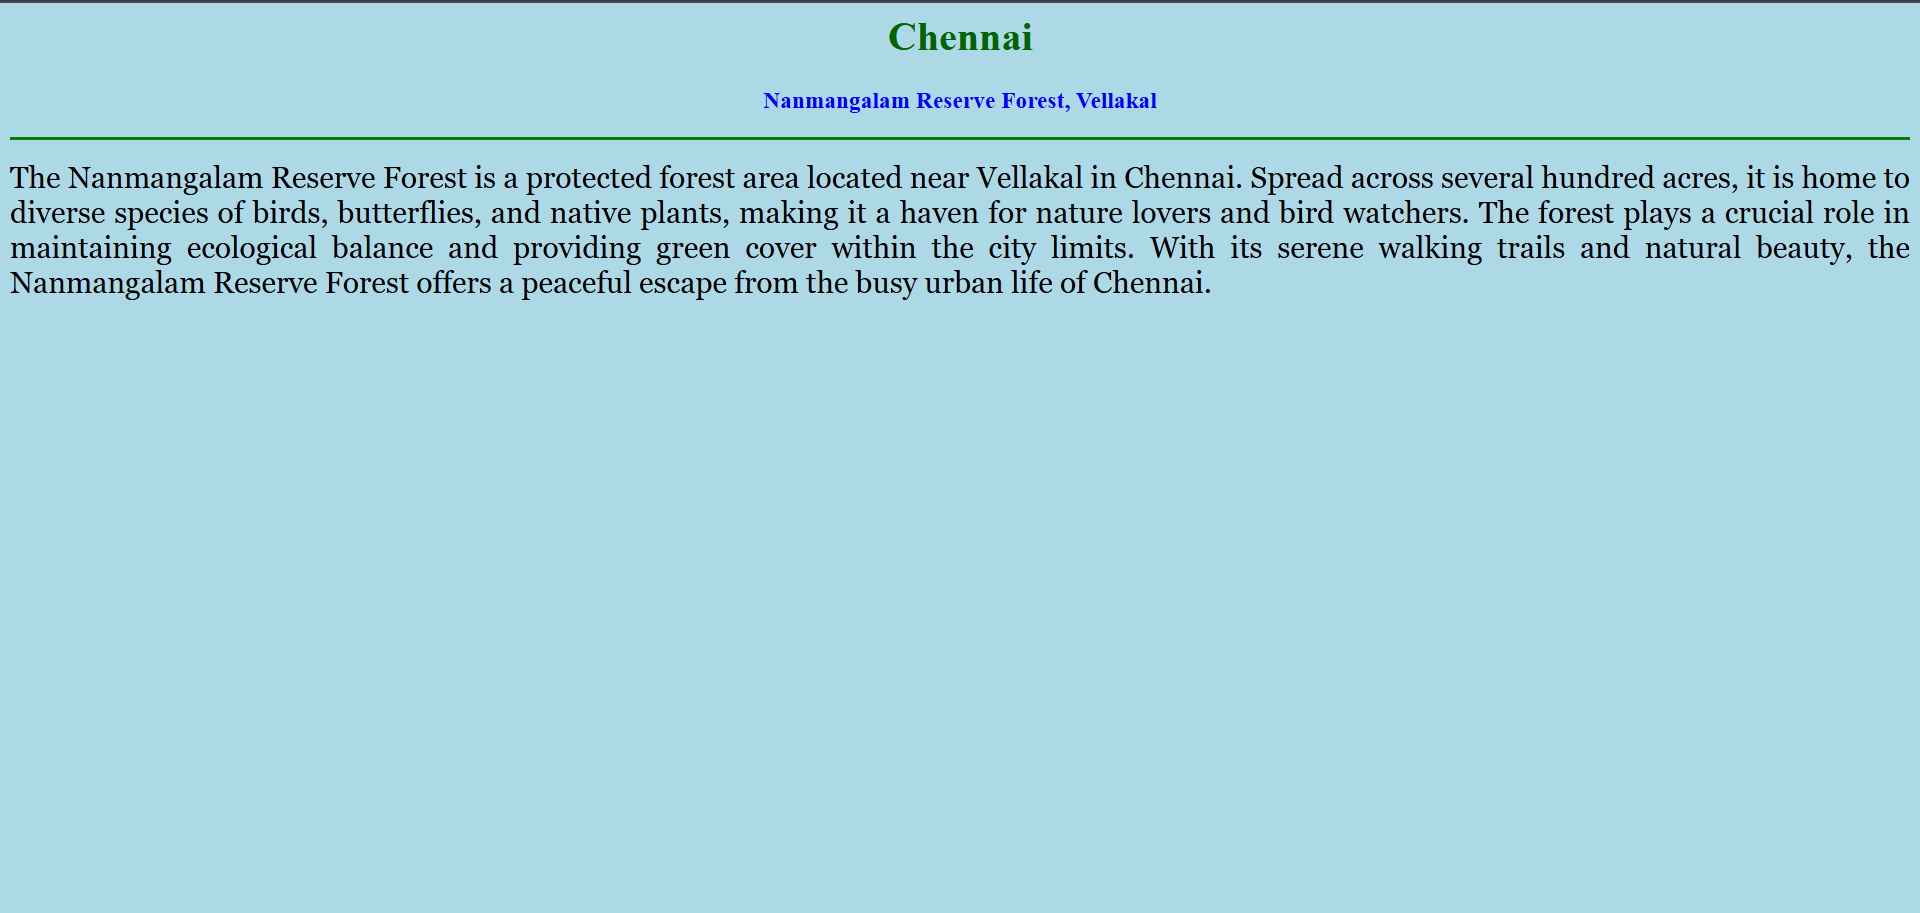 Chennai
Nanmangalam Reserve Forest, Vellakal
The Nanmangalam Reserve Forest is a protected forest area located near Vellakal in Chennai. Spread across several hundred acres, it is home to
diverse species of birds, butterflies, and native plants, making it a haven for nature lovers and bird watchers. The forest plays a crucial role in
maintaining ecological balance and providing green cover within the city limits. With its serene walking trails and natural beauty, the
Nanmangalam Reserve Forest offers a peaceful escape from the busy urban life of Chennai.